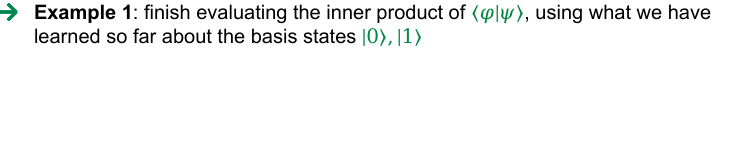 → Example 1: finish evaluating the inner product of ⟨φ|ψ⟩, using what we have
learned so far about the basis states |0⟩, |1⟩